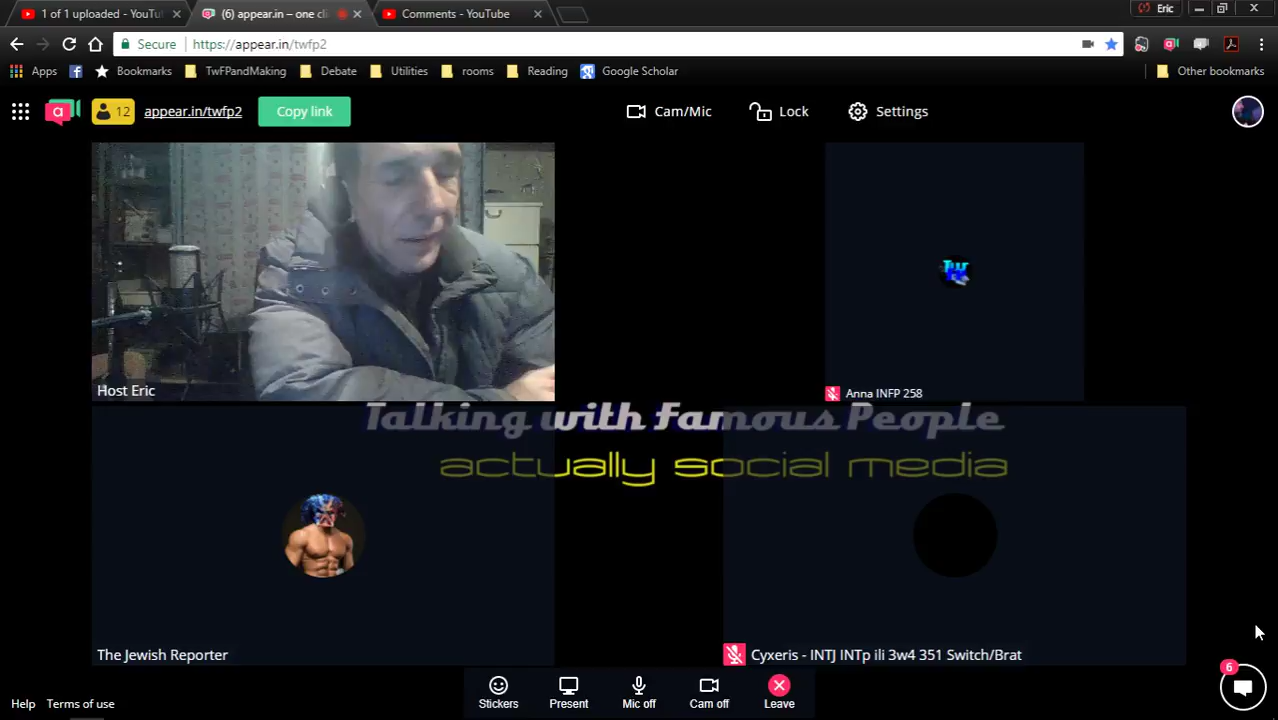 1 of 1 uploaded - YouTu
(6) appear.in – one cli
Comments - YouTube
Eric
Secure
https://appear.in/twfp2
Apps
Bookmarks
TwFPandMaking
Debate
Utilities
rooms
Reading
Google Scholar
Other bookmarks
a
12
appear.in/twfp2
Copy link
Cam/Mic
Lock
Settings
Host Eric
Anna INFP 258
Talking with Famous People
actually social media
The Jewish Reporter
Cyxeris - INTJ INTp ili 3w4 351 Switch/Brat
6
Help
Terms of use
Stickers
Present
Mic off
Cam off
Leave